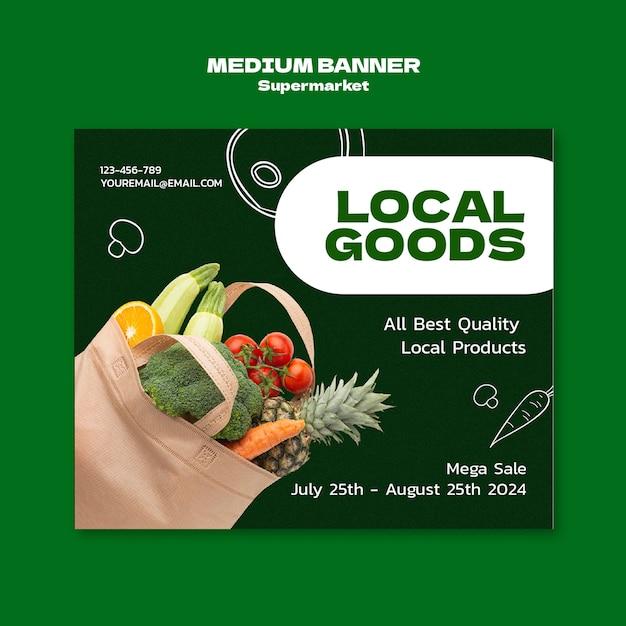 MEDIUM BANNER
Supermarket
123-456-789
YOUREMAIL@EMAIL.COM
LOCAL
GOODS
All Best Quality
Local Products
Mega Sale
July 25th - August 25th 2024